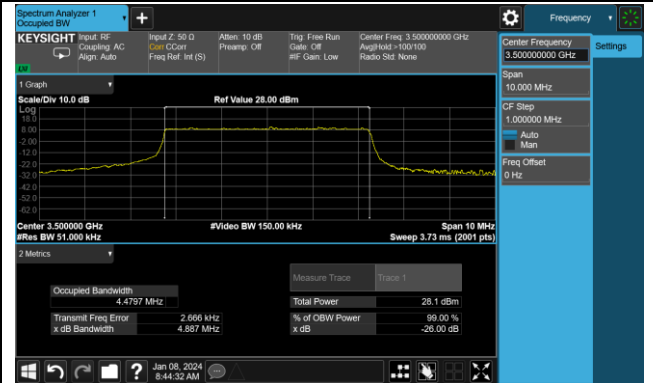 Spectrum Analyzer 1
Occupied BW
Frequency
KEYSIGHT
Input: RF
Coupling: AC
Align: Auto
Input Z: 50 Ω
Corr CCorr
Freq Ref: Int (S)
Atten: 10 dB
Preamp: Off
Trig: Free Run
Gate: Off
#IF Gain: Low
Center Freq: 3.500000000 GHz
Avg|Hold >100/100
Radio Std: None
Center Frequency
3.500000000 GHz
Settings
Span
10.000 MHz
CF Step
1.000000 MHz
Auto
Man
Freq Offset
0 Hz
1 Graph
Scale/Div 10.0 dB
Ref Value 28.00 dBm
Log
18.0
8.00
-2.00
-12.0
-22.0
-32.0
-42.0
-52.0
-62.0
Center 3.500000 GHz
#Video BW 150.00 kHz
Span 10 MHz
#Res BW 51.000 kHz
Sweep 3.73 ms (2001 pts)
2 Metrics
Measure Trace
Trace 1
Occupied Bandwidth
4.4797 MHz
Total Power
28.1 dBm
Transmit Freq Error
2.666 kHz
% of OBW Power
99.00 %
x dB Bandwidth
4.887 MHz
x dB
-26.00 dB
Jan 08, 2024
8:44:32 AM